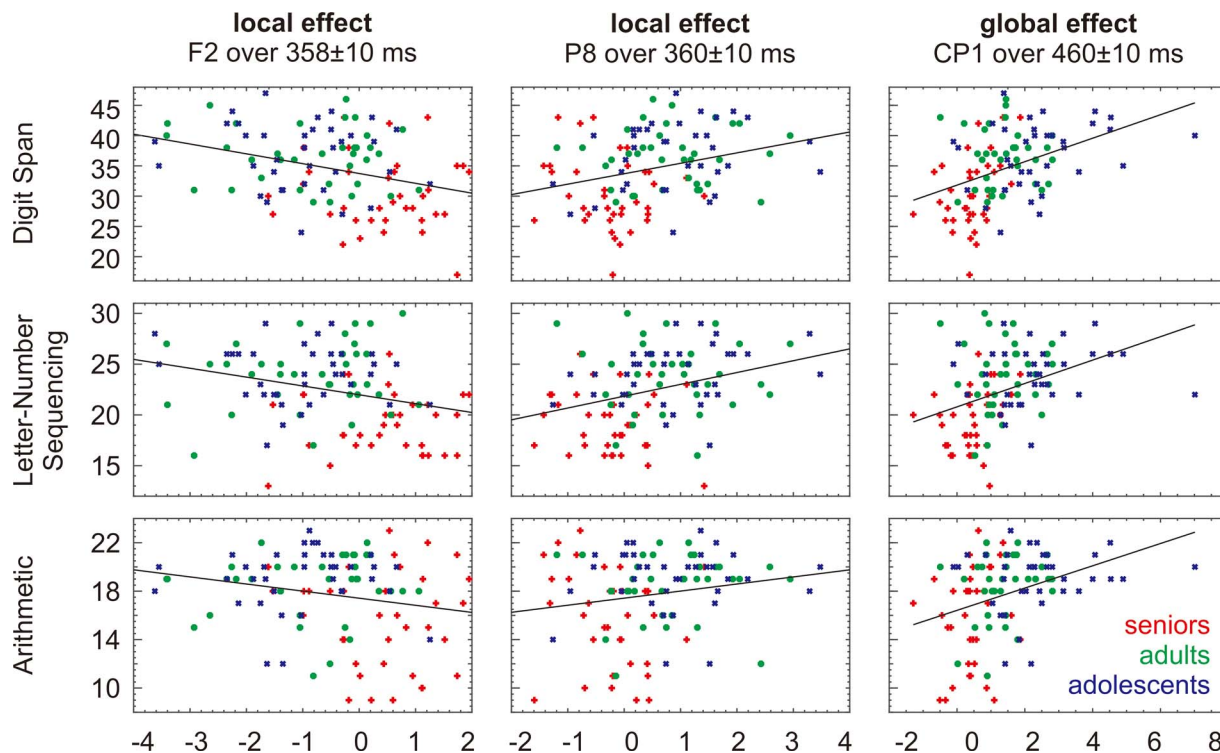 local effect
F2 over 358±10 ms
local effect
P8 over 360±10 ms
global effect
CP1 over 460±10 ms
Digit Span
45
40
35
30
25
20
Letter-Number
Sequencing
30
25
20
15
Arithmetic
22
18
14
10
seniors
adults
adolescents
-4 -3 -2 -1 0 1 2
-2 -1 0 1 2 3 4
-2 0 2 4 6 8